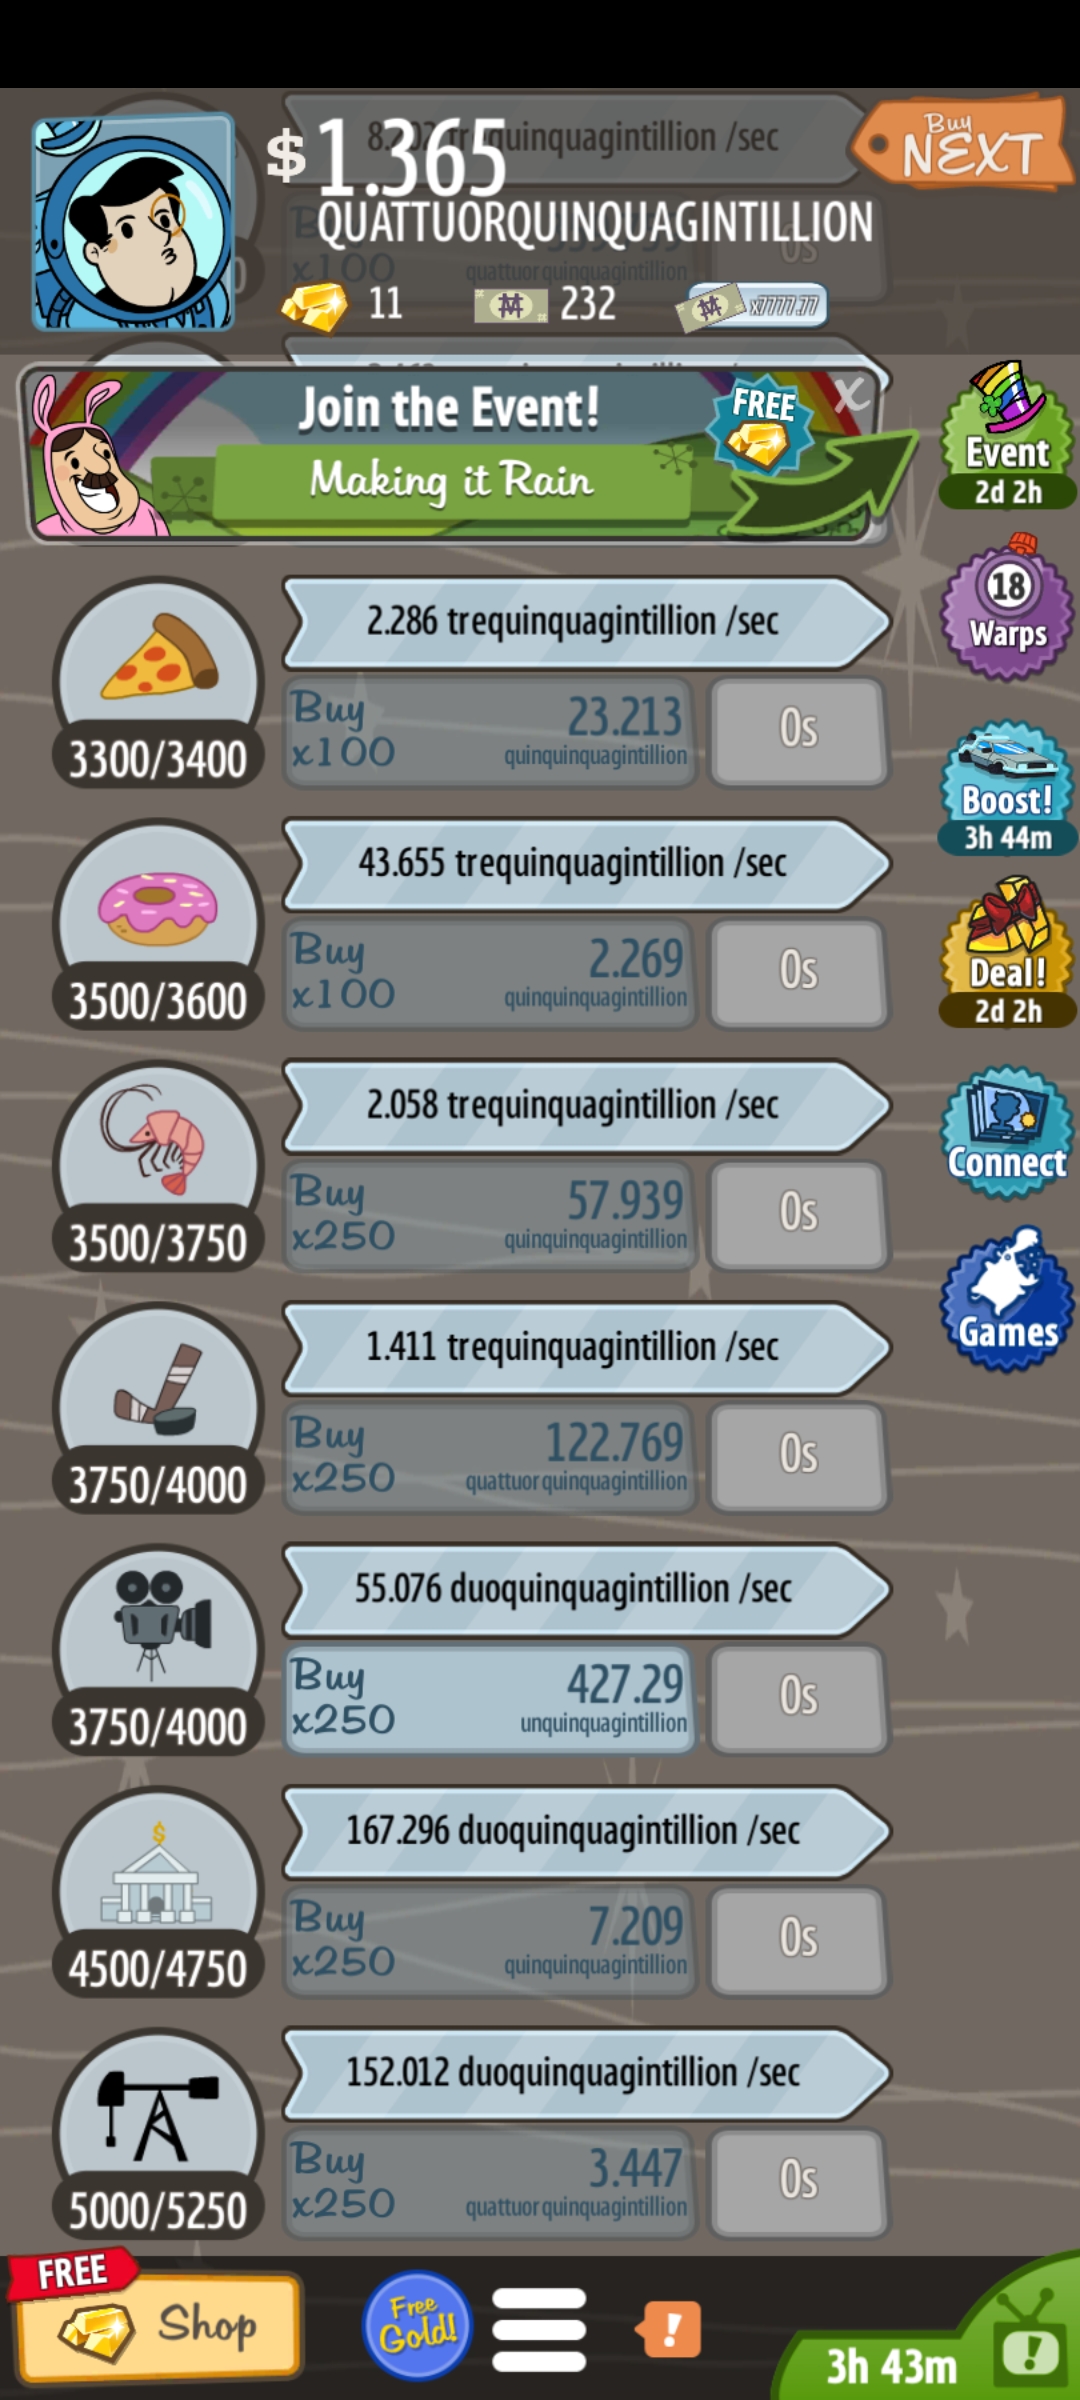 $ 1.365
QUATTUORQUINQUAGINTILLION
Buy
NEXT
11
232
x7777.77
x100
quattuorquinquagintillion
0s
Join the Event!
Making it Rain
FREE
X
Event
2d 2h
18
Warps
2.286 trequinquagintillion /sec
Buy
x100
23.213
quinquinquagintillion
0s
3300/3400
Boost!
3h 44m
43.655 trequinquagintillion /sec
Buy
x100
2.269
quinquinquagintillion
0s
3500/3600
Deal!
2d 2h
2.058 trequinquagintillion /sec
Buy
x250
57.939
quinquinquagintillion
0s
3500/3750
Connect
Games
1.411 trequinquagintillion /sec
Buy
x250
122.769
quattuorquinquagintillion
0s
3750/4000
55.076 duoquinquagintillion /sec
Buy
x250
427.29
unquinquagintillion
0s
3750/4000
$
167.296 duoquinquagintillion /sec
Buy
x250
7.209
quinquinquagintillion
0s
4500/4750
152.012 duoquinquagintillion /sec
Buy
x250
3.447
quattuorquinquagintillion
0s
5000/5250
FREE
Shop
Free
Gold!
!
3h 43m
!